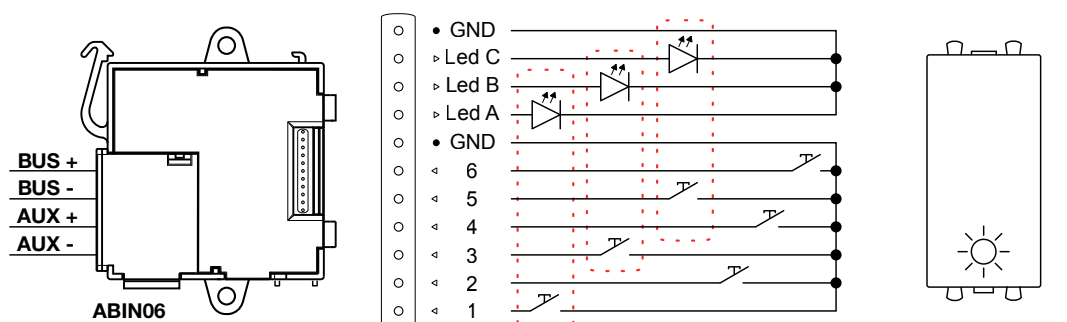 BUS +
BUS -
AUX +
AUX -
ABIN06
GND
Led C
Led B
Led A
GND
6
5
4
3
2
1